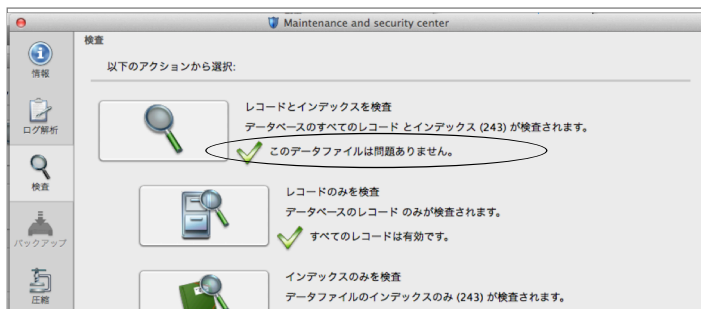 Maintenance and security center
検査
以下のアクションから選択:
情報
ログ解析
検査
バックアップ
圧縮
レコードとインデックスを検査
データベースのすべてのレコード とインデックス (243) が検査されます。
このデータファイルは問題ありません。
レコードのみを検査
データベースのレコード のみが検査されます。
すべてのレコードは有効です。
インデックスのみを検査
データファイルのインデックスのみ (243) が検査されます。